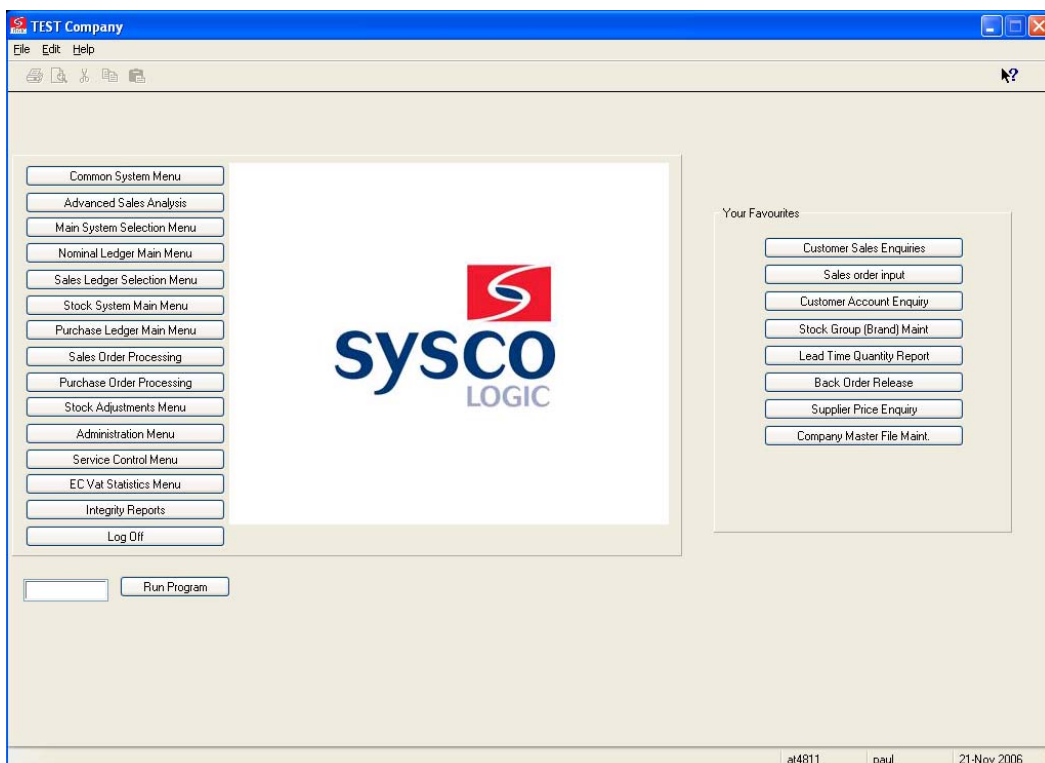 TEST Company
File Edit Help
Common System Menu
Advanced Sales Analysis
Main System Selection Menu
Nominal Ledger Main Menu
Sales Ledger Selection Menu
Stock System Main Menu
Purchase Ledger Main Menu
Sales Order Processing
Purchase Order Processing
Stock Adjustments Menu
Administration Menu
Service Control Menu
EC Vat Statistics Menu
Integrity Reports
Log Off
sysco
LOGIC
Your Favourites
Customer Sales Enquiries
Sales order input
Customer Account Enquiry
Stock Group (Brand) Maint
Lead Time Quantity Report
Back Order Release
Supplier Price Enquiry
Company Master File Maint.
Run Program
at4811 paul 21-Nov 2006